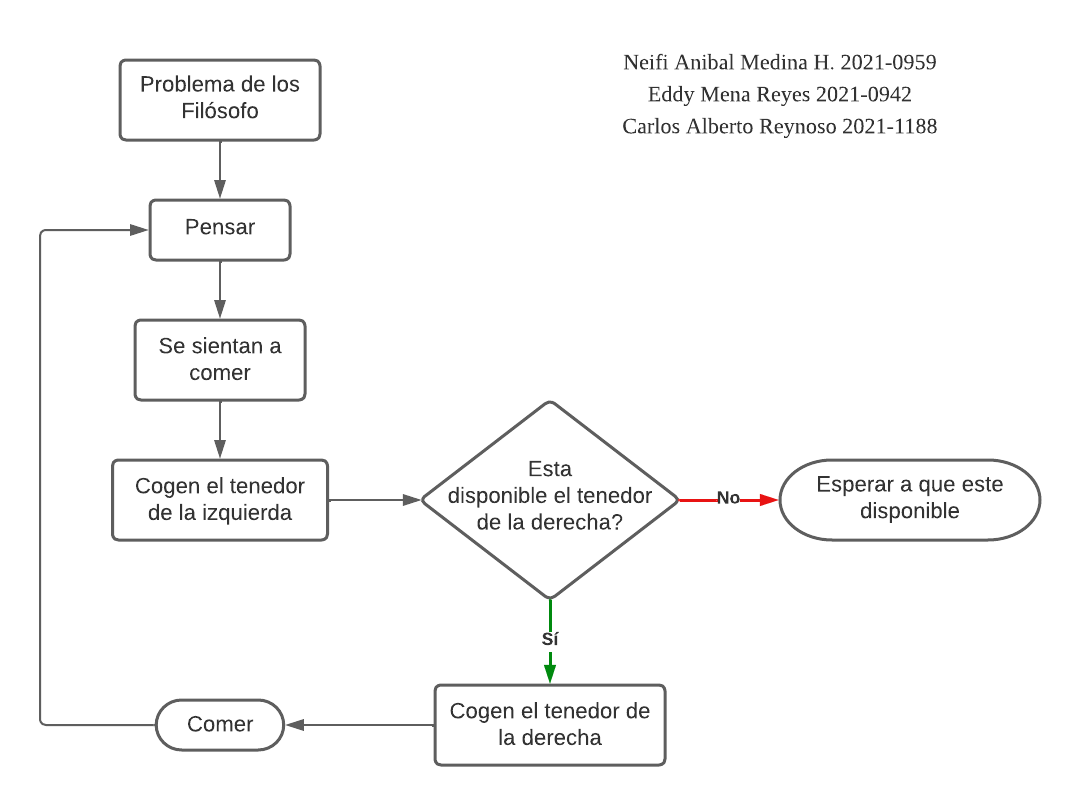 Problema de los
Filósofo
Neifi Anibal Medina H. 2021-0959
Eddy Mena Reyes 2021-0942
Carlos Alberto Reynoso 2021-1188
Pensar
Se sientan a
comer
Cogen el tenedor
de la izquierda
Esta
disponible el tenedor
de la derecha?
No
Esperar a que este
disponible
Sí
Cogen el tenedor de
la derecha
Comer